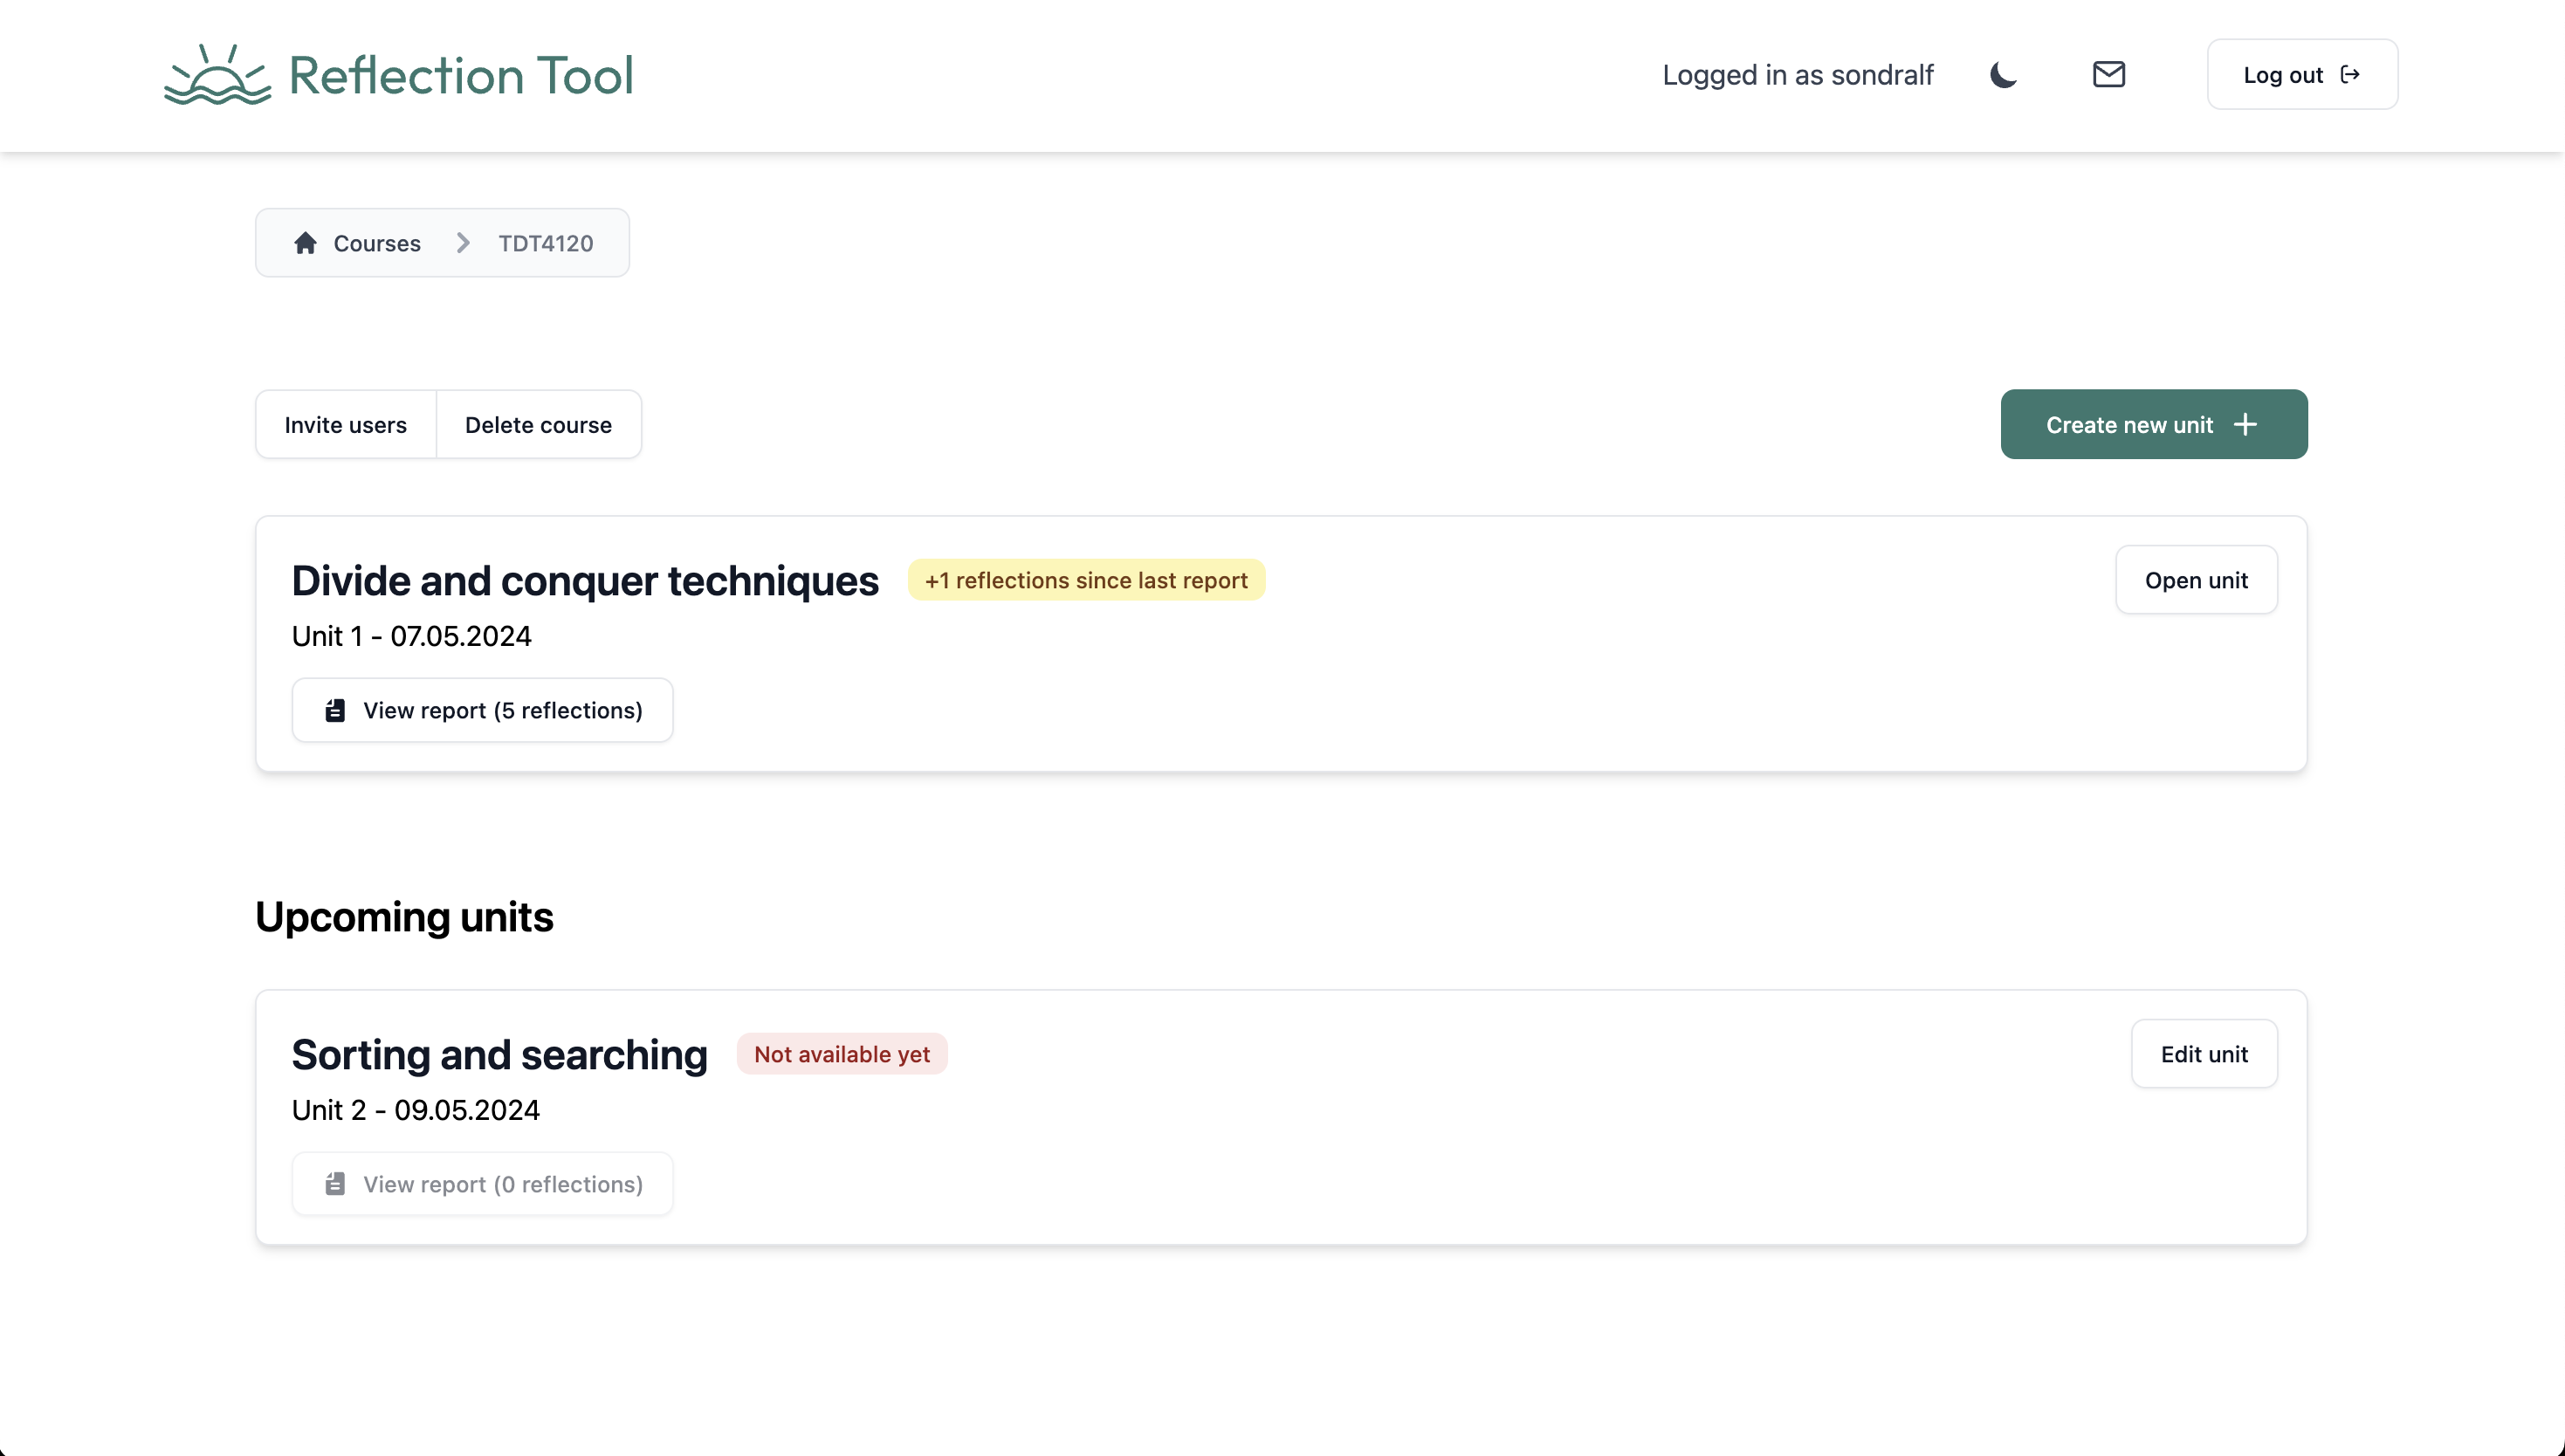 Reflection Tool
Logged in as sondralf
Log out
Courses TDT4120
Invite users Delete course
Create new unit
Divide and conquer techniques +1 reflections since last report
Open unit
Unit 1 - 07.05.2024
View report (5 reflections)
Upcoming units
Sorting and searching Not available yet
Edit unit
Unit 2 - 09.05.2024
View report (0 reflections)